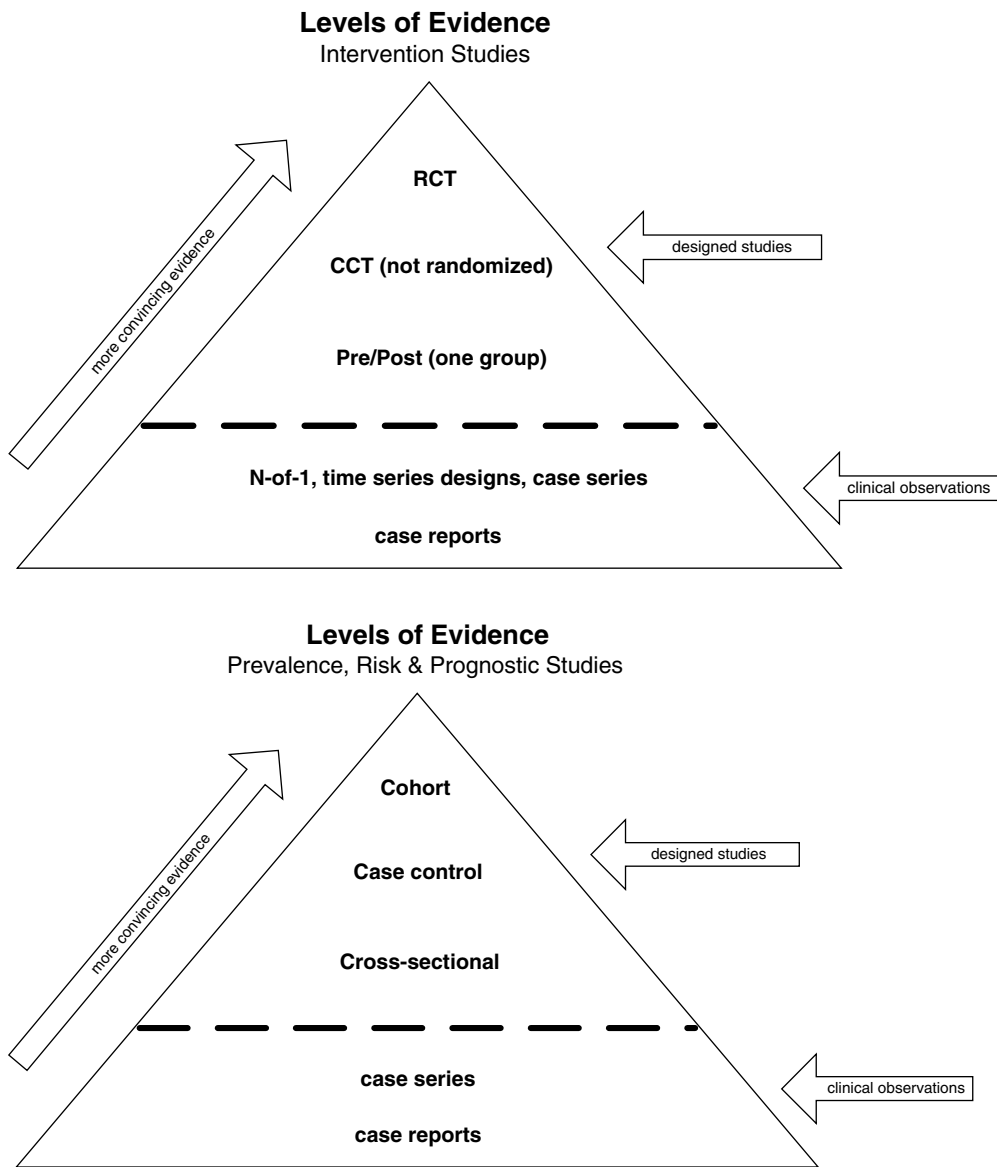 Levels of Evidence
Intervention Studies
RCT
more convincing evidence
designed studies
CCT (not randomized)
Pre/Post (one group)
N-of-1, time series designs, case series
clinical observations
case reports
Levels of Evidence
Prevalence, Risk & Prognostic Studies
Cohort
more convincing evidence
designed studies
Case control
Cross-sectional
case series
clinical observations
case reports